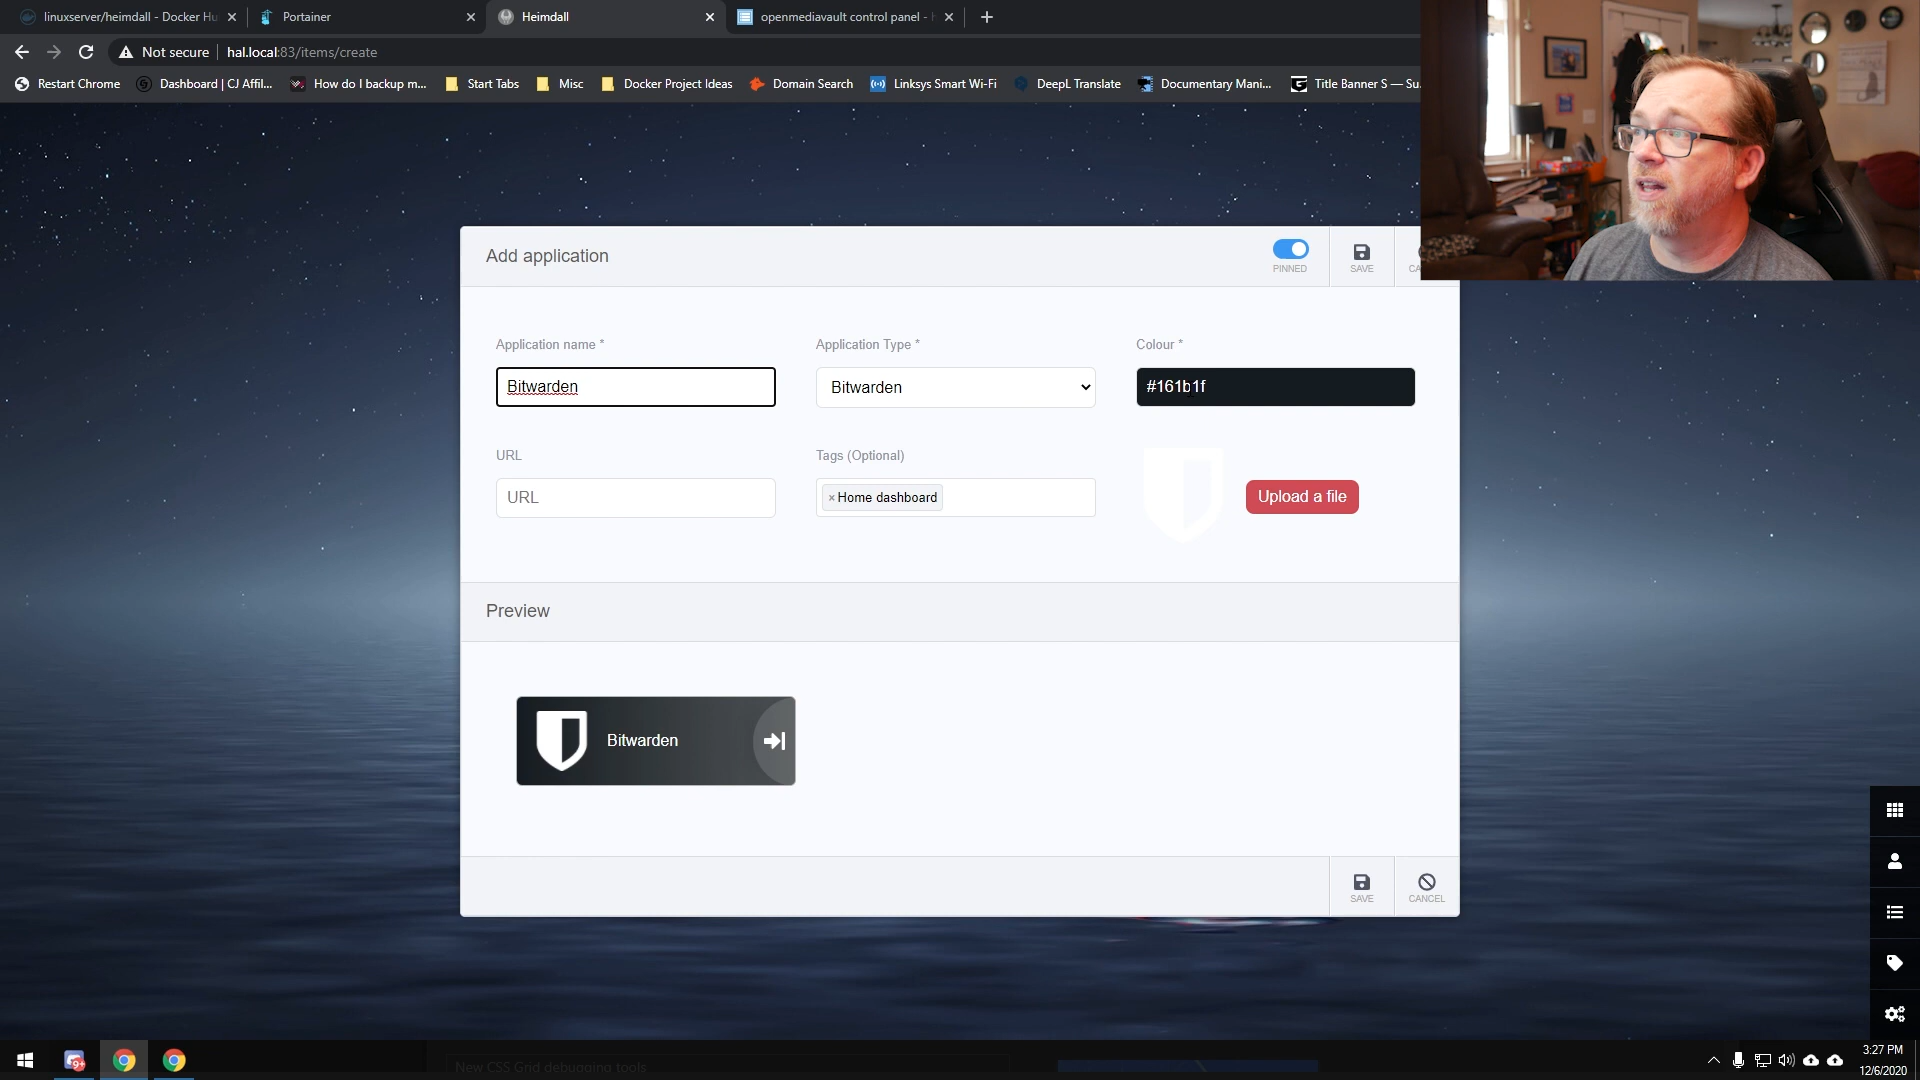 linuxserver/heimdall - Docker Hu
Portainer
Heimdall
openmediavault control panel -
Not secure
hal.local:83/items/create
Restart Chrome
Dashboard | CJ Affil...
How do I backup m...
Start Tabs
Misc
Docker Project Ideas
Domain Search
Linksys Smart Wi-Fi
DeepL Translate
Documentary Mani...
Title Banner S — Su
Add application
PINNED
SAVE
CA
Application name *
Application Type *
Colour *
Bitwarden
Bitwarden
#161b1f
URL
Tags (Optional)
URL
×Home dashboard
Upload a file
Preview
Bitwarden
SAVE
CANCEL
New CSS Grid debugging tools
9+
3:27 PM
12/6/2020